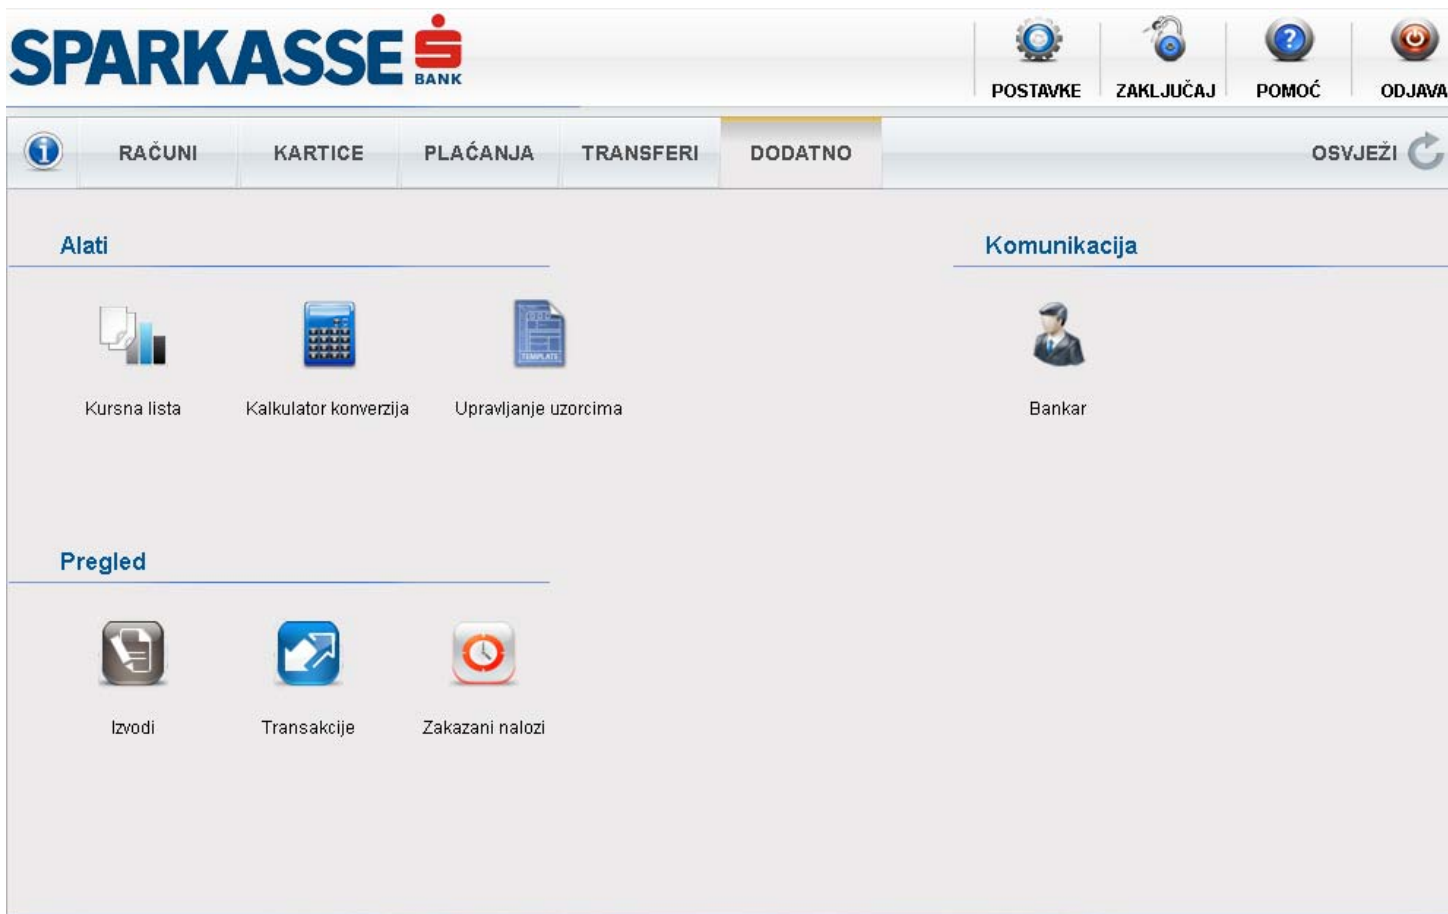 SPARKASSE
BANK
POSTAVKE ZAKLJUČAJ POMOĆ ODJAVA
RAČUNI KARTICE PLAĆANJA TRANSFERI DODATNO OSVJEŽI
Alati Komunikacija
TEMPLATE
Kursna lista Kalkulator konverzija Upravljanje uzorcima Bankar
Pregled
Izvodi Transakcije Zakazani nalozi